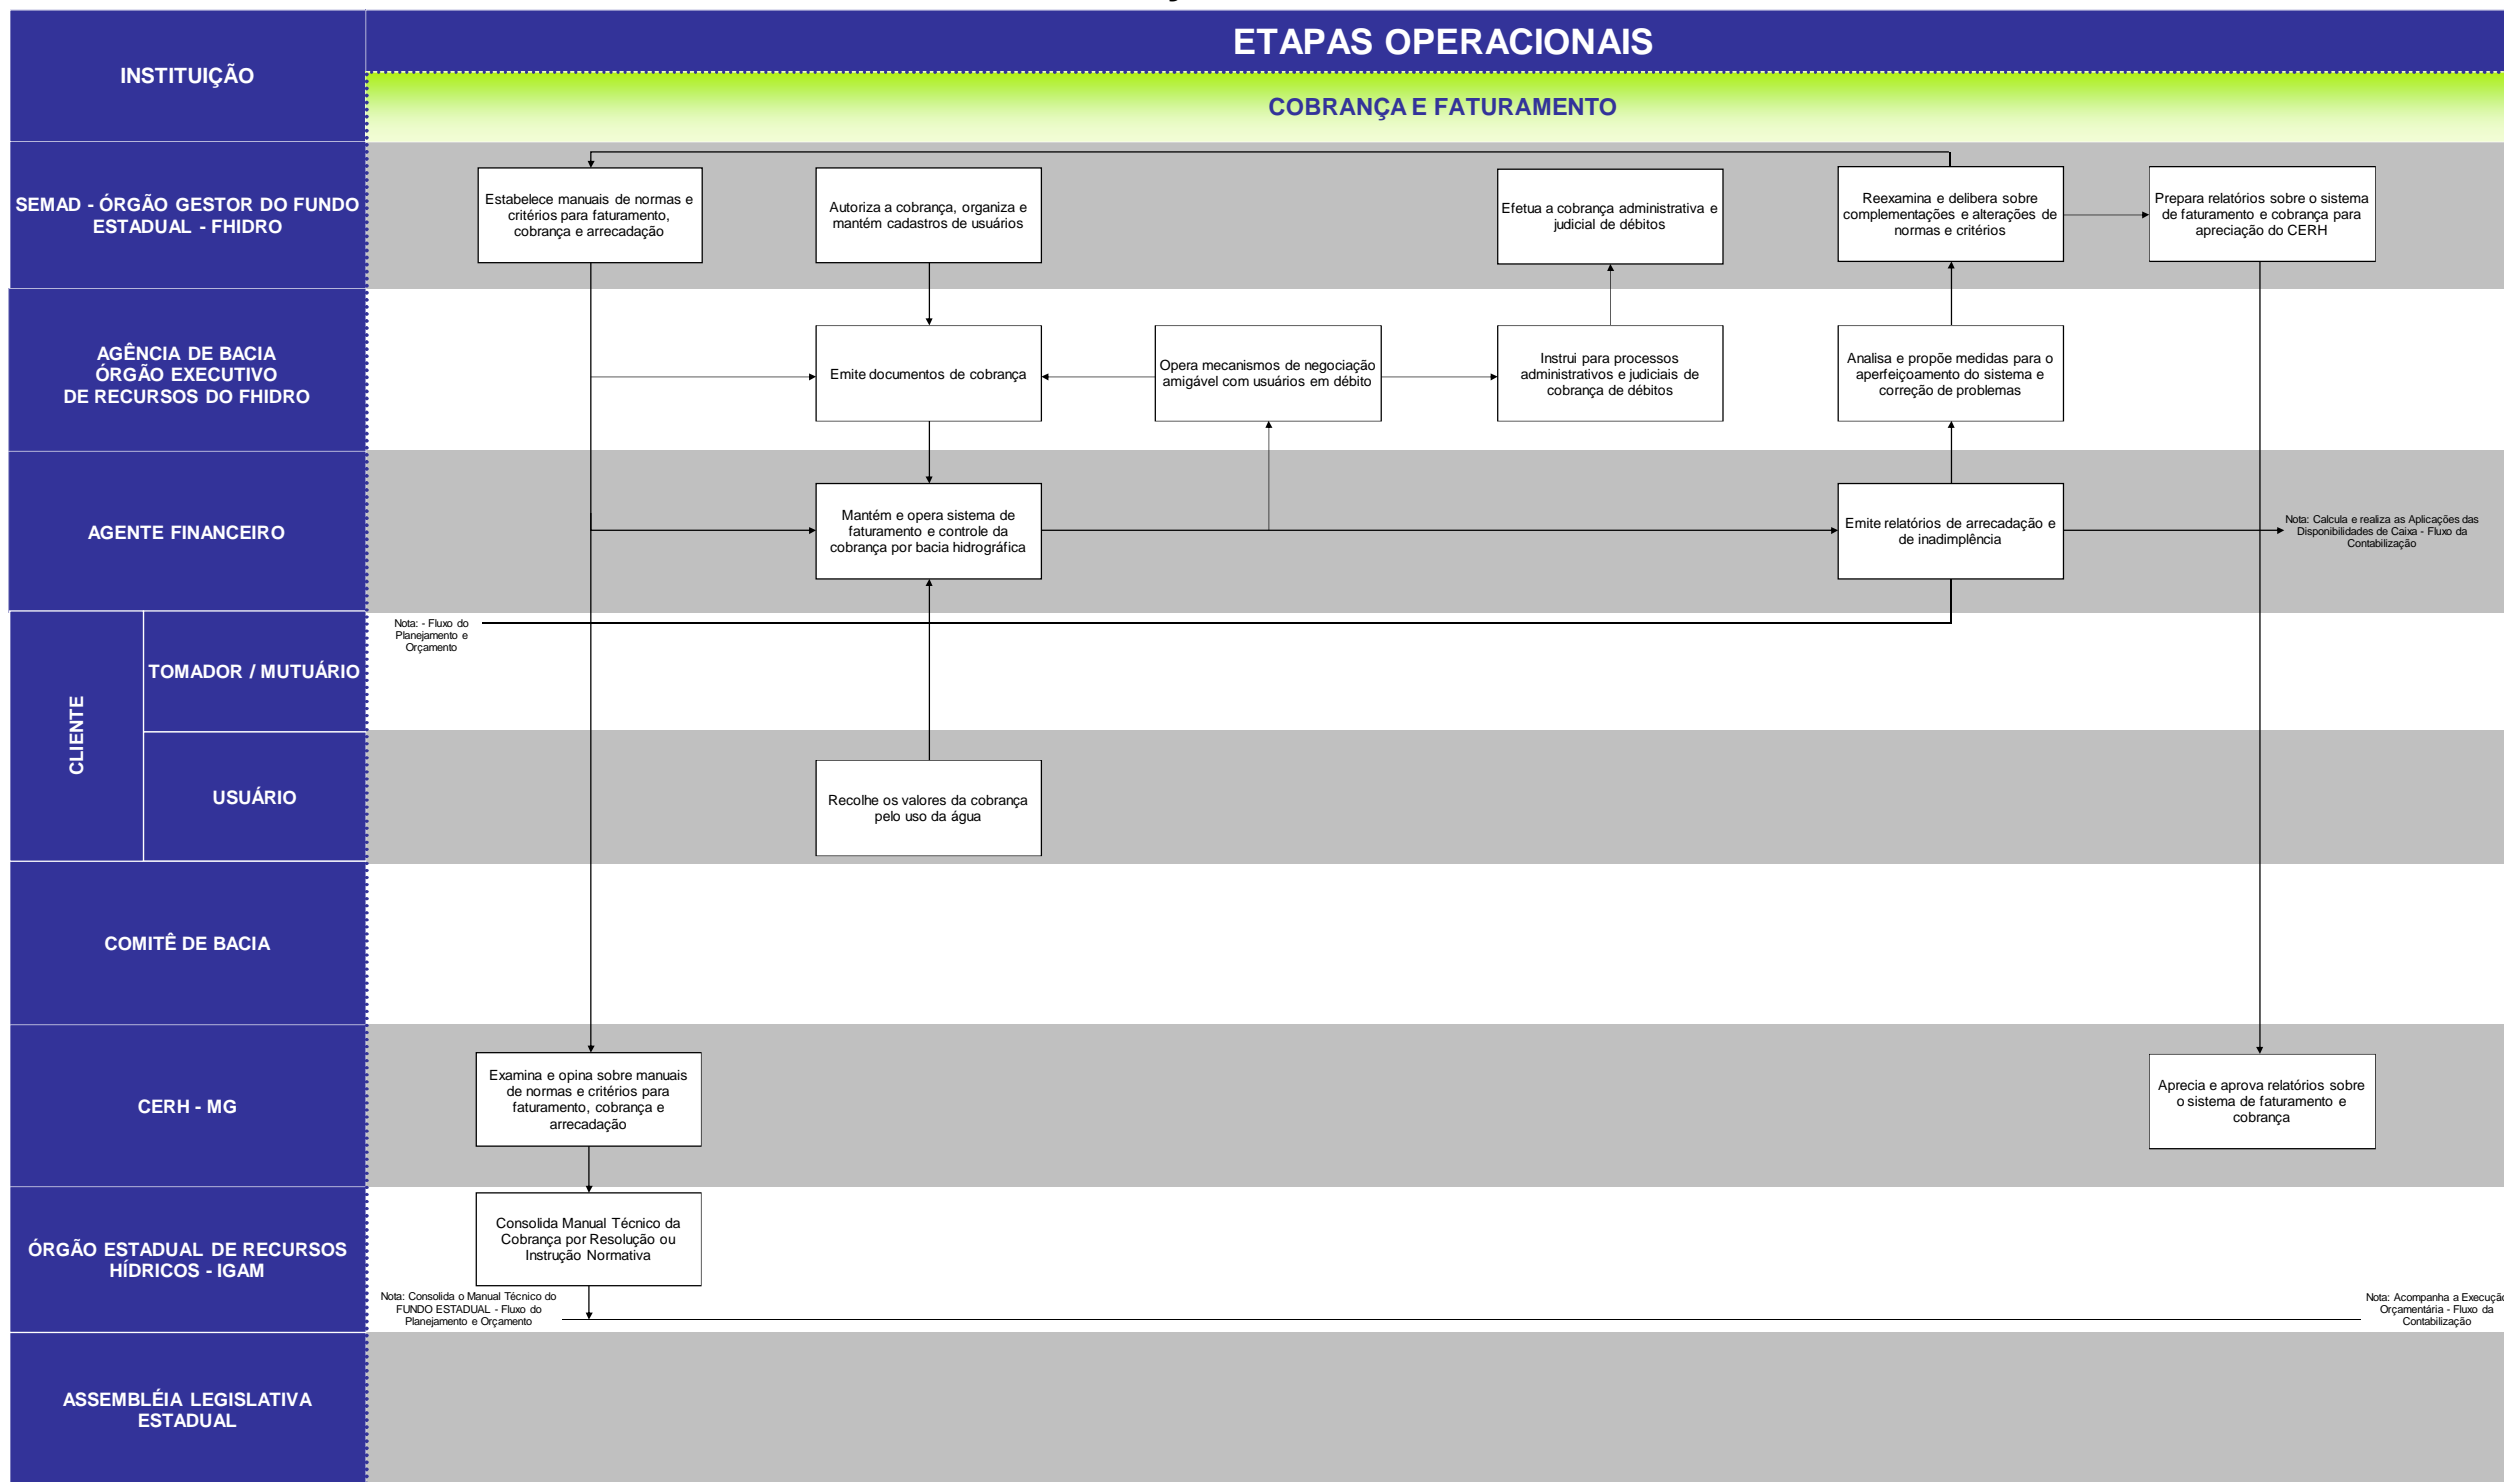 ETAPAS OPERACIONAIS
INSTITUIÇÃO
COBRANÇA E FATURAMENTO
SEMAD - ÓRGÃO GESTOR DO FUNDO
ESTADUAL - FHIDRO
Estabelece manuais de normas e
critérios para faturamento,
cobrança e arrecadação
Autoriza a cobrança, organiza e
mantém cadastros de usuários
Efetua a cobrança administrativa e
judicial de débitos
Reexamina e delibera sobre
complementações e alterações de
normas e critérios
Prepara relatórios sobre o sistema
de faturamento e cobrança para
apreciação do CERH
AGÊNCIA DE BACIA
ÓRGÃO EXECUTIVO
DE RECURSOS DO FHIDRO
Emite documentos de cobrança
Opera mecanismos de negociação
amigável com usuários em débito
Instrui para processos
administrativos e judiciais de
cobrança de débitos
Analisa e propõe medidas para o
aperfeiçoamento do sistema e
correção de problemas
AGENTE FINANCEIRO
Mantém e opera sistema de
faturamento e controle da
cobrança por bacia hidrográfica
Emite relatórios de arrecadação e
de inadimplência
Nota: Calcula e realiza as Aplicações das
Disponibilidades de Caixa - Fluxo da
Contabilização
CLIENTE
TOMADOR / MUTUÁRIO
Nota: - Fluxo do
Planejamento e
Orçamento
USUÁRIO
Recolhe os valores da cobrança
pelo uso da água
COMITÊ DE BACIA
CERH - MG
Examina e opina sobre manuais
de normas e critérios para
faturamento, cobrança e
arrecadação
Aprecia e aprova relatórios sobre
o sistema de faturamento e
cobrança
ÓRGÃO ESTADUAL DE RECURSOS
HÍDRICOS - IGAM
Consolida Manual Técnico da
Cobrança por Resolução ou
Instrução Normativa
Nota: Consolida o Manual Técnico do
FUNDO ESTADUAL - Fluxo do
Planejamento e Orçamento
Nota: Acompanha a Execução
Orçamentária - Fluxo da
Contabilização
ASSEMBLÉIA LEGISLATIVA
ESTADUAL